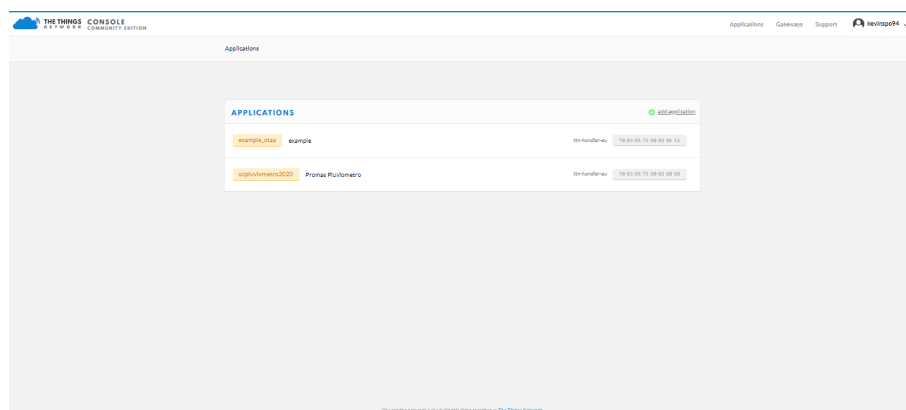 THE THINGS CONSOLE
NETWORK COMMUNITY EDITION
Applications Gateways Support kevinspo94
Applications
APPLICATIONS add application
example_otaa example ttn-handler-eu
ucpluviometro2020 Promas Pluviometro ttn-handler-eu